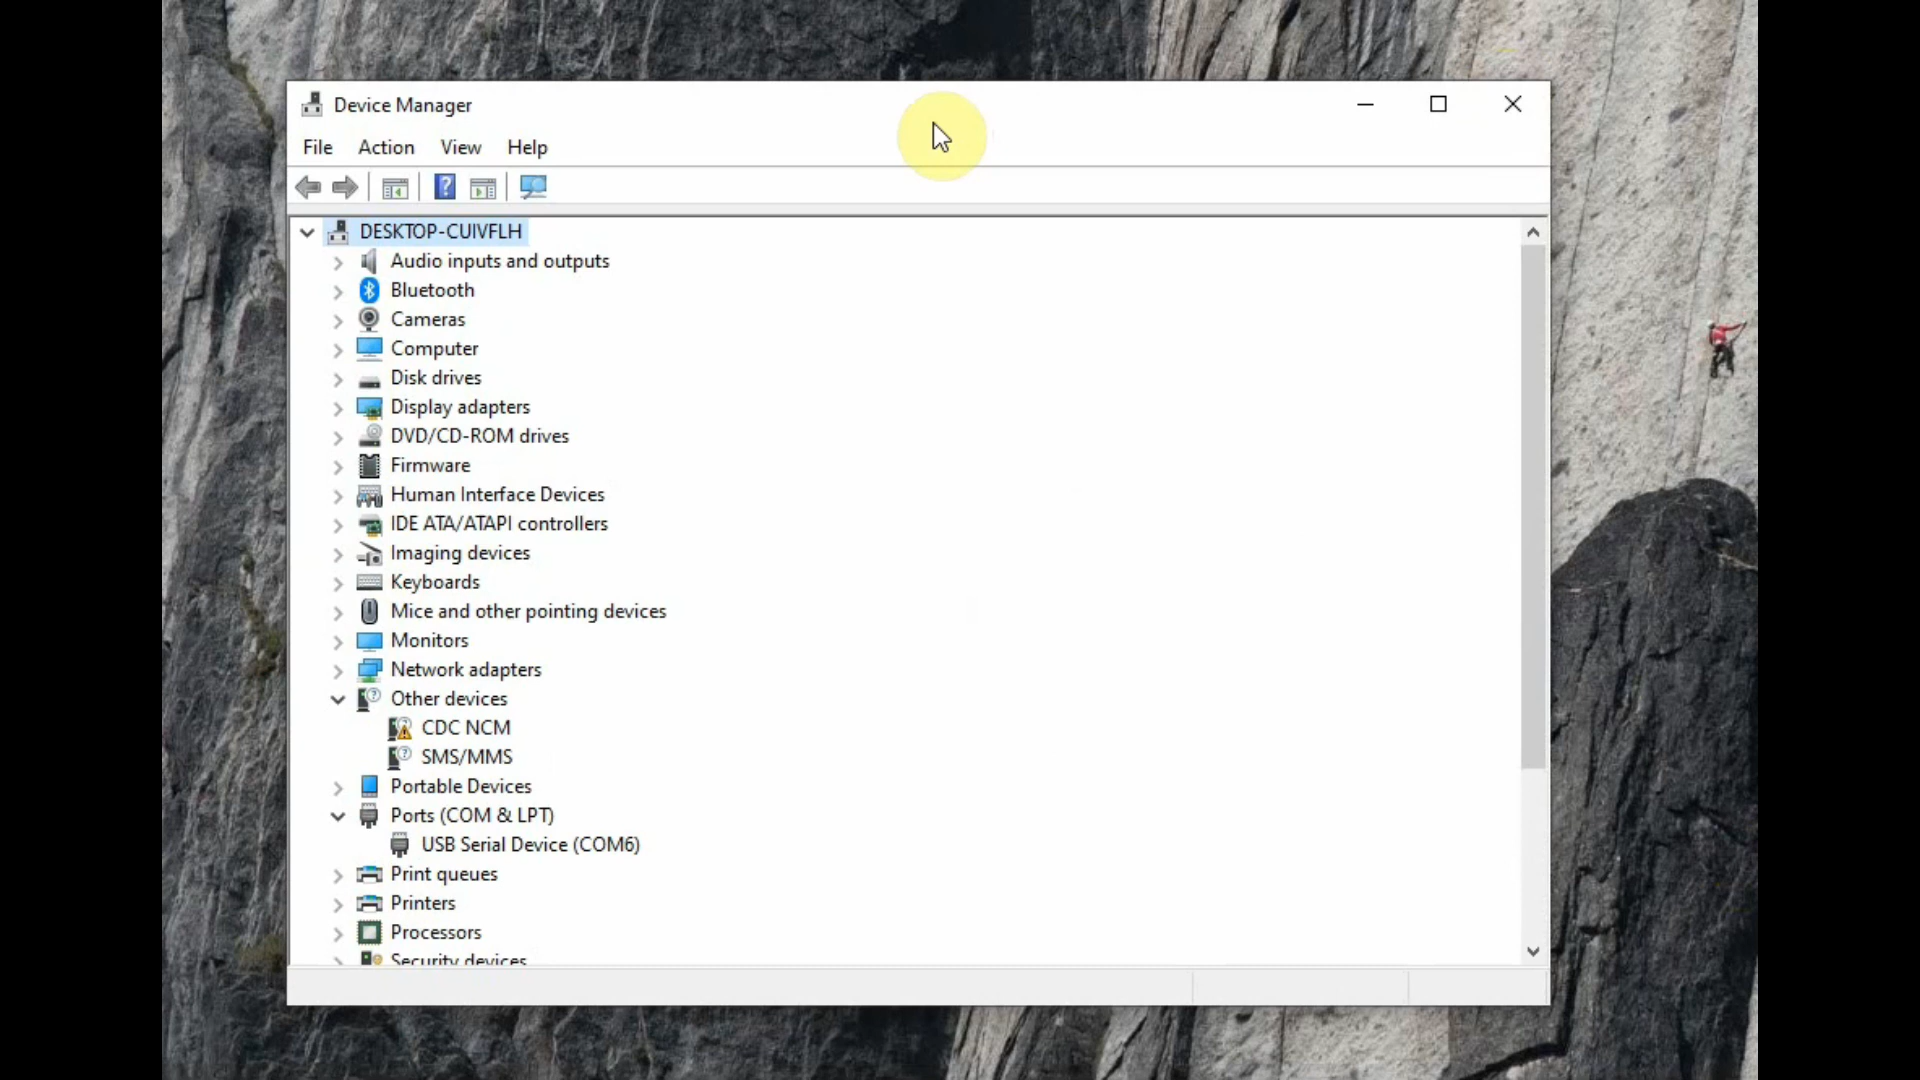 Device Manager
File Action View Help
DESKTOP-CUIVFLH
Audio inputs and outputs
Bluetooth
Cameras
Computer
Disk drives
Display adapters
DVD/CD-ROM drives
Firmware
Human Interface Devices
IDE ATA/ATAPI controllers
Imaging devices
Keyboards
Mice and other pointing devices
Monitors
Network adapters
Other devices
CDC NCM
SMS/MMS
Portable Devices
Ports (COM & LPT)
USB Serial Device (COM6)
Print queues
Printers
Processors
Security devices